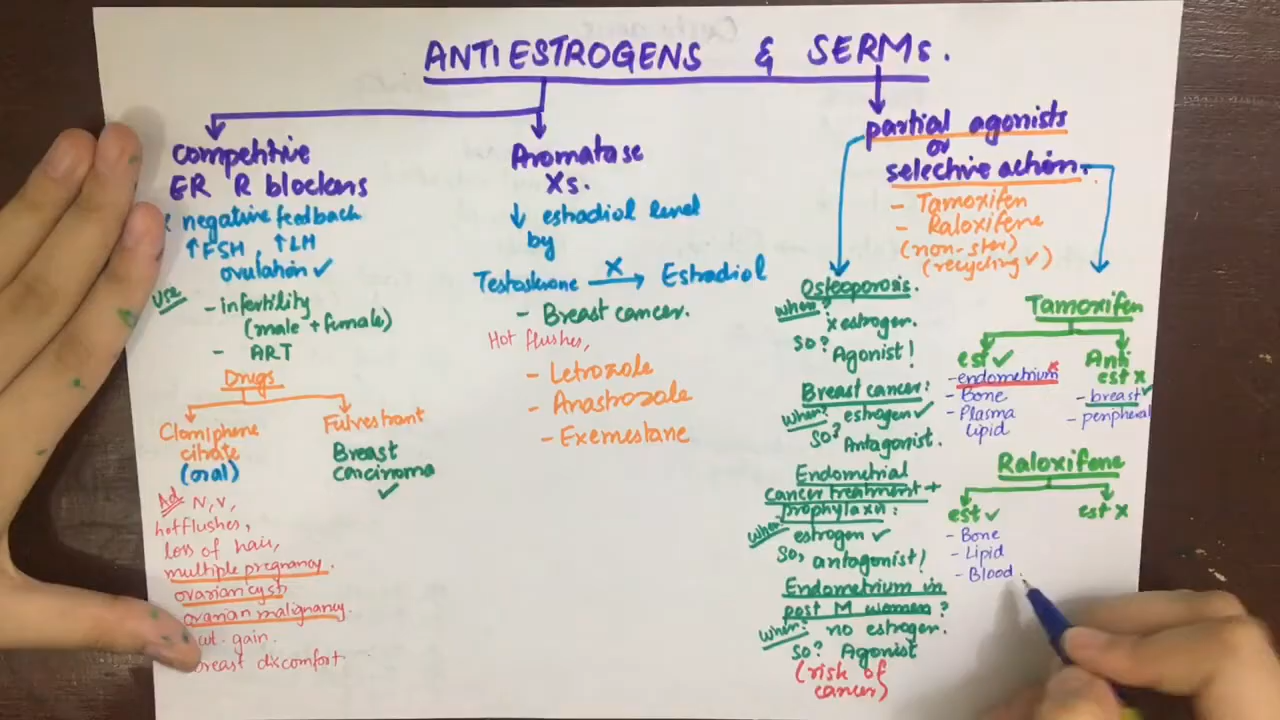 ANTIESTROGENS & SERMs.
Competitive
ER R blockers
negative feedback
↑FSH, ↑LH
ovulation ✓
Use
- infertility
(male + female)
- ART
Drugs
Clomiphene
citrate
(oral)
Ad N,V,
hotflushes,
loss of hair,
multiple pregnancy.
ovarian cyst,
ovarian malignancy.
wt. gain.
breast discomfort
Fulvestrant
Breast
carcinoma
✓
Aromatase
Xs.
↓ estradiol level
by
Testosterone X→ Estradiol
- Breast cancer.
Hot flushes,
- Letrozole
- Anastrozole
- Exemestane
partial agonists
or
selective action
- Tamoxifen
- Raloxifene
(non-ster)
(recycling ✓)
Osteoporosis.
when? x estrogen.
So? Agonist!
Breast cancer:
when? estrogen ✓
So? Antagonist.
Endometrial
cancer treatment +
prophylaxis:
when? estrogen ✓
So, antagonist!
Endometrium in
post M women?
when? no estrogen.
So? Agonist
(risk of
cancer)
Tamoxifen
est ✓
- endometrium x
- Bone
- Plasma
lipid
Anti
est x
- breast ✓
- peripheral
Raloxifene
est ✓
- Bone
- Lipid
- Blood
est x